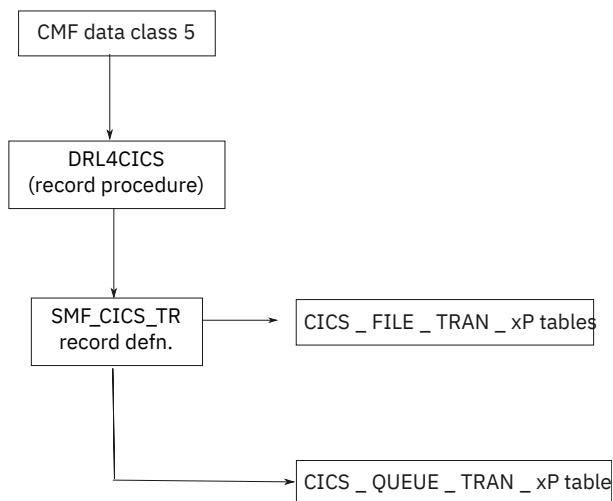 CMF data class 5
DRL4CICS
(record procedure)
SMF_CICS_TR
record defn.
CICS _ FILE _ TRAN _ xP tables
CICS _ QUEUE _ TRAN _ xP table